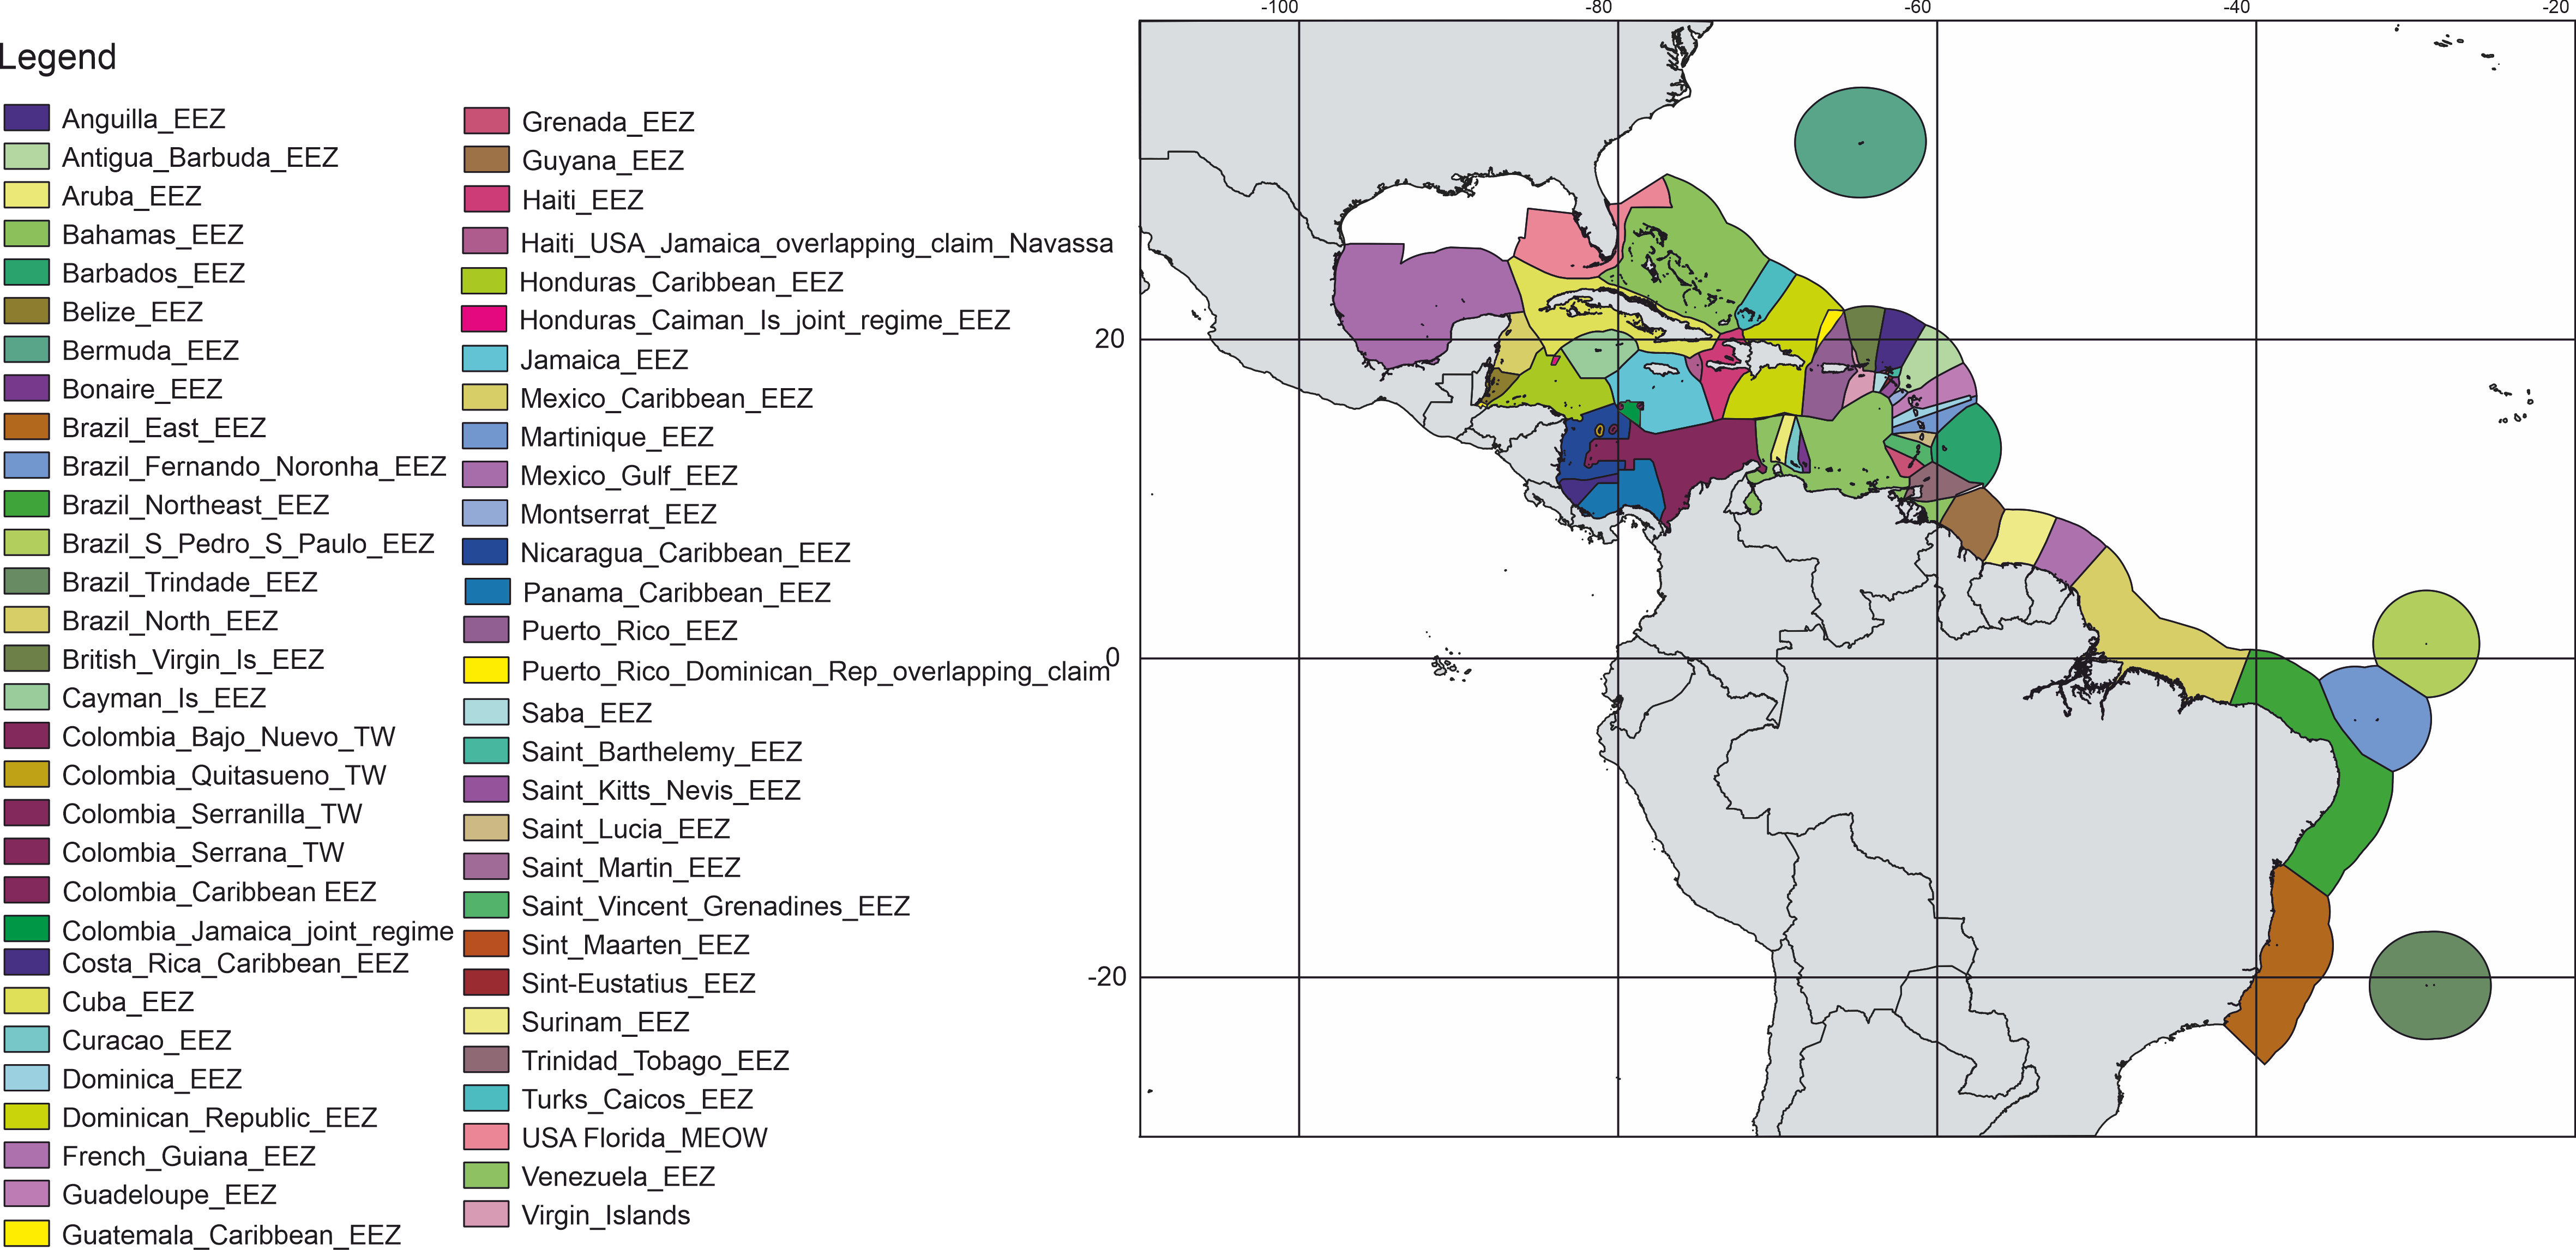 Legend
Anguilla_EEZ
Antigua_Barbuda_EEZ
Aruba_EEZ
Bahamas_EEZ
Barbados_EEZ
Belize_EEZ
Bermuda_EEZ
Bonaire_EEZ
Brazil_East_EEZ
Brazil_Fernando_Noronha_EEZ
Brazil_Northeast_EEZ
Brazil_S_Pedro_S_Paulo_EEZ
Brazil_Trindade_EEZ
Brazil_North_EEZ
British_Virgin_Is_EEZ
Cayman_Is_EEZ
Colombia_Bajo_Nuevo_TW
Colombia_Quitasueno_TW
Colombia_Serranilla_TW
Colombia_Serrana_TW
Colombia_Caribbean EEZ
Colombia_Jamaica_joint_regime
Costa_Rica_Caribbean_EEZ
Cuba_EEZ
Curacao_EEZ
Dominica_EEZ
Dominican_Republic_EEZ
French_Guiana_EEZ
Guadeloupe_EEZ
Guatemala_Caribbean_EEZ
Grenada_EEZ
Guyana_EEZ
Haiti_EEZ
Haiti_USA_Jamaica_overlapping_claim_Navassa
Honduras_Caribbean_EEZ
Honduras_Caiman_Is_joint_regime_EEZ
Jamaica_EEZ
Mexico_Caribbean_EEZ
Martinique_EEZ
Mexico_Gulf_EEZ
Montserrat_EEZ
Nicaragua_Caribbean_EEZ
Panama_Caribbean_EEZ
Puerto_Rico_EEZ
Puerto_Rico_Dominican_Rep_overlapping_claim
Saba_EEZ
Saint_Barthelemy_EEZ
Saint_Kitts_Nevis_EEZ
Saint_Lucia_EEZ
Saint_Martin_EEZ
Saint_Vincent_Grenadines_EEZ
Sint_Maarten_EEZ
Sint-Eustatius_EEZ
Surinam_EEZ
Trinidad_Tobago_EEZ
Turks_Caicos_EEZ
USA Florida_MEOW
Venezuela_EEZ
Virgin_Islands
-100 -80 -60 -40 -20
20
0
-20